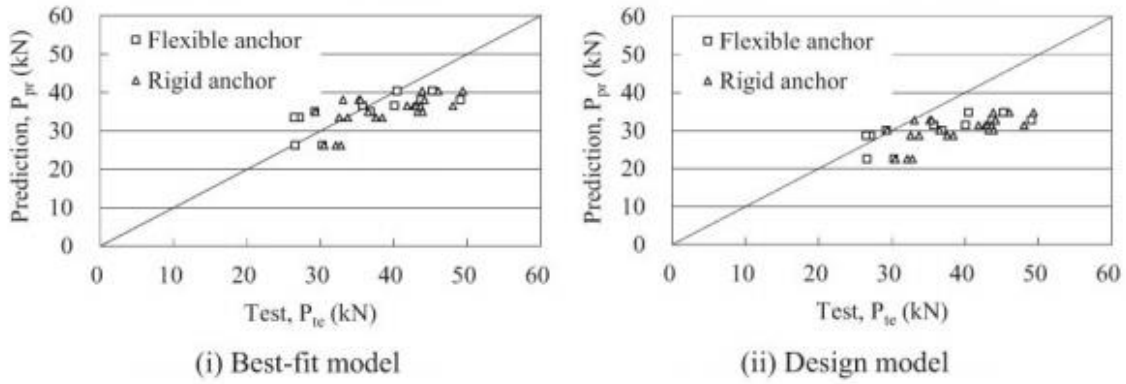 60
50
40
30
20
10
0
Prediction, P_pr (kN)
Flexible anchor
Rigid anchor
0 10 20 30 40 50 60
Test, P_te (kN)
(i) Best-fit model
60
50
40
30
20
10
0
Prediction, P_pr (kN)
Flexible anchor
Rigid anchor
0 10 20 30 40 50 60
Test, P_te (kN)
(ii) Design model